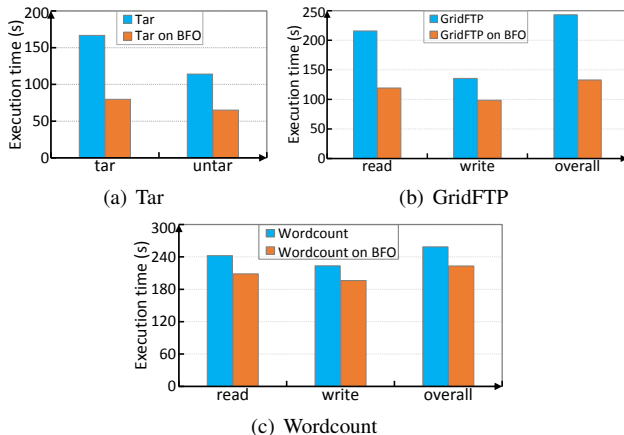 200
150
100
50
0
Execution time (s)
Tar
Tar on BFO
tar untar
(a) Tar
250
200
150
100
50
0
Execution time (s)
GridFTP
GridFTP on BFO
read write overall
(b) GridFTP
300
240
180
120
60
0
Execution time (s)
Wordcount
Wordcount on BFO
read write overall
(c) Wordcount